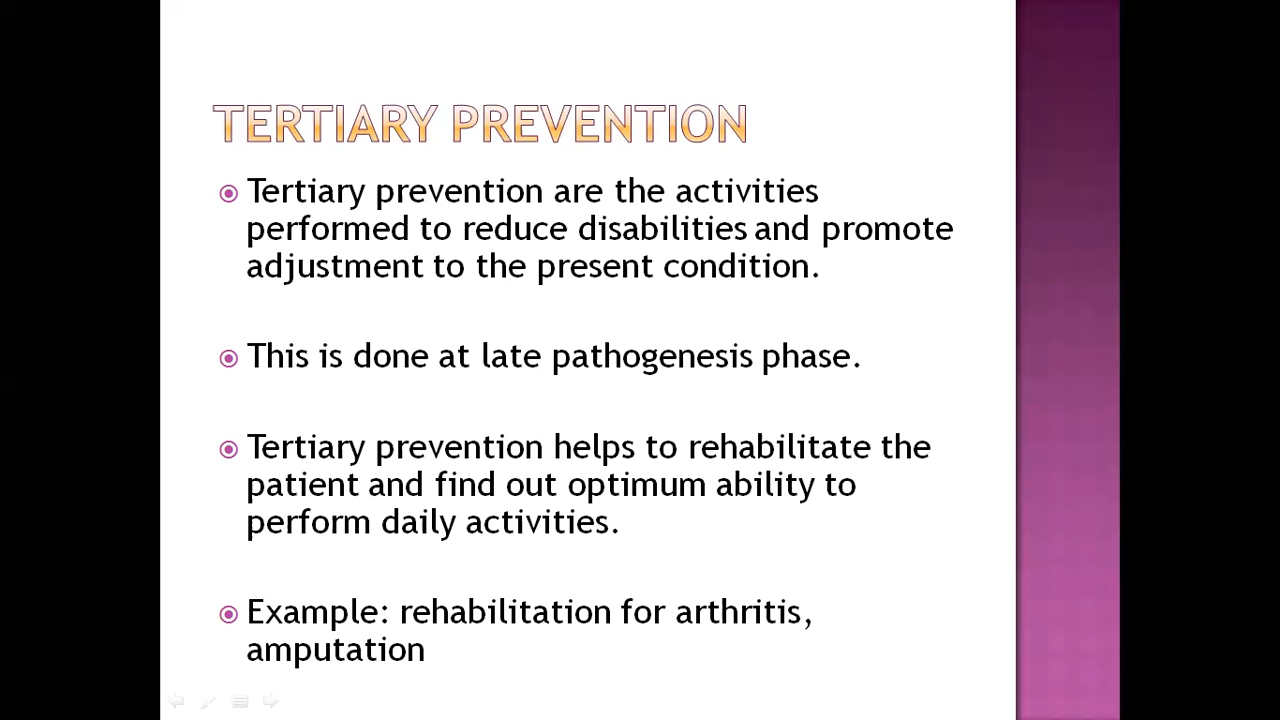 TERTIARY PREVENTION
Tertiary prevention are the activities
performed to reduce disabilities and promote
adjustment to the present condition.
This is done at late pathogenesis phase.
Tertiary prevention helps to rehabilitate the
patient and find out optimum ability to
perform daily activities.
Example: rehabilitation for arthritis,
amputation